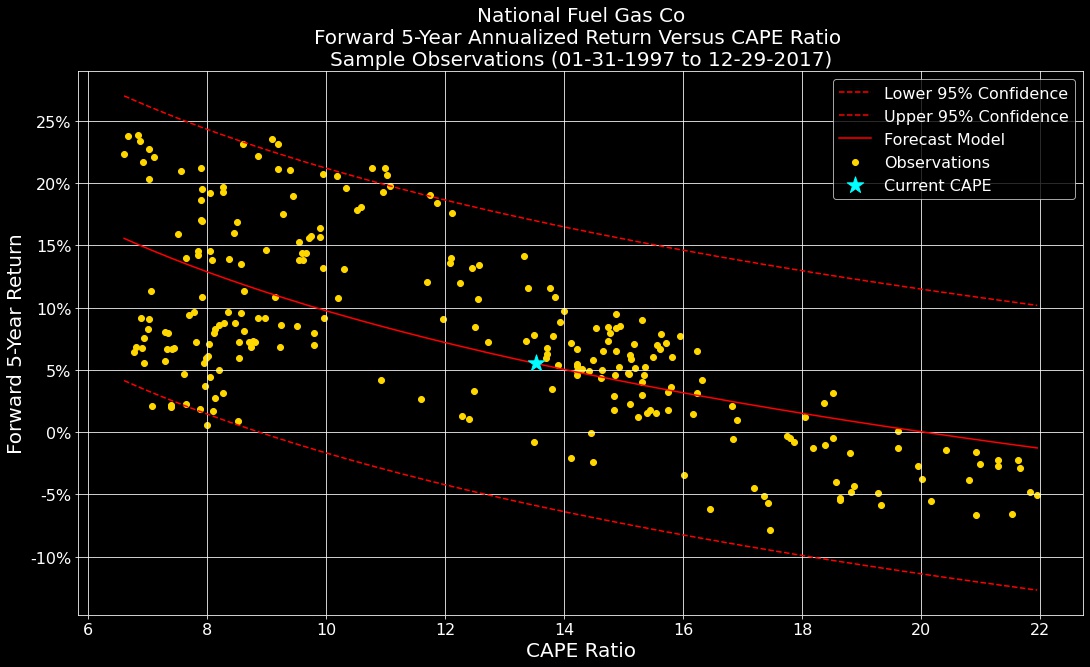 National Fuel Gas Co
Forward 5-Year Annualized Return Versus CAPE Ratio
Sample Observations (01-31-1997 to 12-29-2017)
Lower 95% Confidence
Upper 95% Confidence
Forecast Model
Observations
Current CAPE
Forward 5-Year Return
25%
20%
15%
10%
5%
0%
-5%
-10%
6 8 10 12 14 16 18 20 22
CAPE Ratio